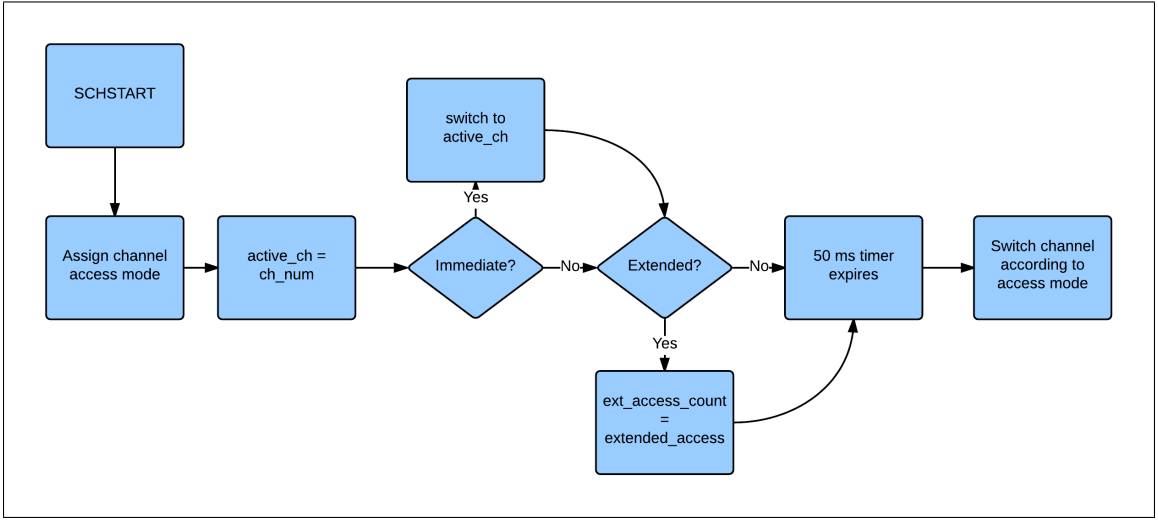 SCHSTART
Assign channel
access mode
active_ch =
ch_num
Immediate?
Yes
switch to
active_ch
No
Extended?
Yes
ext_access_count
=
extended_access
No
50 ms timer
expires
Switch channel
according to
access mode